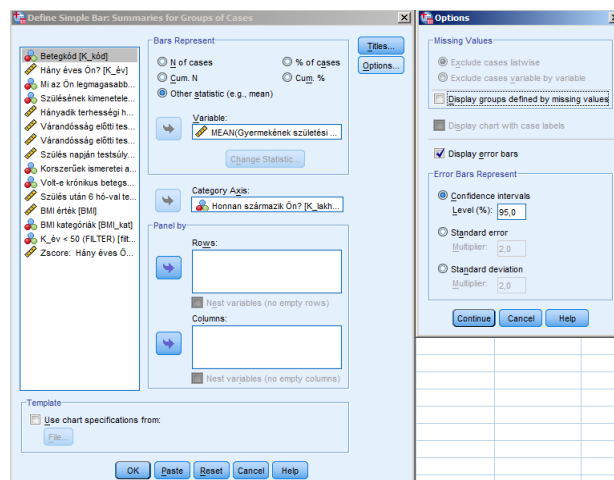 Define Simple Bar: Summaries for Groups of Cases
Betegkód [K_kód]
Hány éves Ön? [K_év]
Mi az Ön legmagasabb...
Szülésének kimenetele...
Hányadik terhességi h...
Várandósság előtti tes...
Várandósság előtti tes...
Szülés napján testsúly...
Korszerűek ismeretei a...
Volt-e krónikus betegs...
Szülés után 6 hó-val te...
BMI érték [BMI]
BMI kategóriák [BMI_kat]
K_év < 50 (FILTER) [filt...
Zscore: Hány éves Ö...
Bars Represent
N of cases
% of cases
Cum. N
Cum. %
Other statistic (e.g., mean)
Variable:
MEAN(Gyermekének születési ...
Change Statistic...
Category Axis:
Honnan származik Ön? [K_lakh...
Panel by
Rows:
Nest variables (no empty rows)
Columns:
Nest variables (no empty columns)
Titles...
Options...
Template
Use chart specifications from:
File...
OK
Paste
Reset
Cancel
Help
Options
Missing Values
Exclude cases listwise
Exclude cases variable by variable
Display groups defined by missing values
Display chart with case labels
Display error bars
Error Bars Represent
Confidence intervals
Level (%): 95,0
Standard error
Multiplier: 2,0
Standard deviation
Multiplier: 2,0
Continue
Cancel
Help